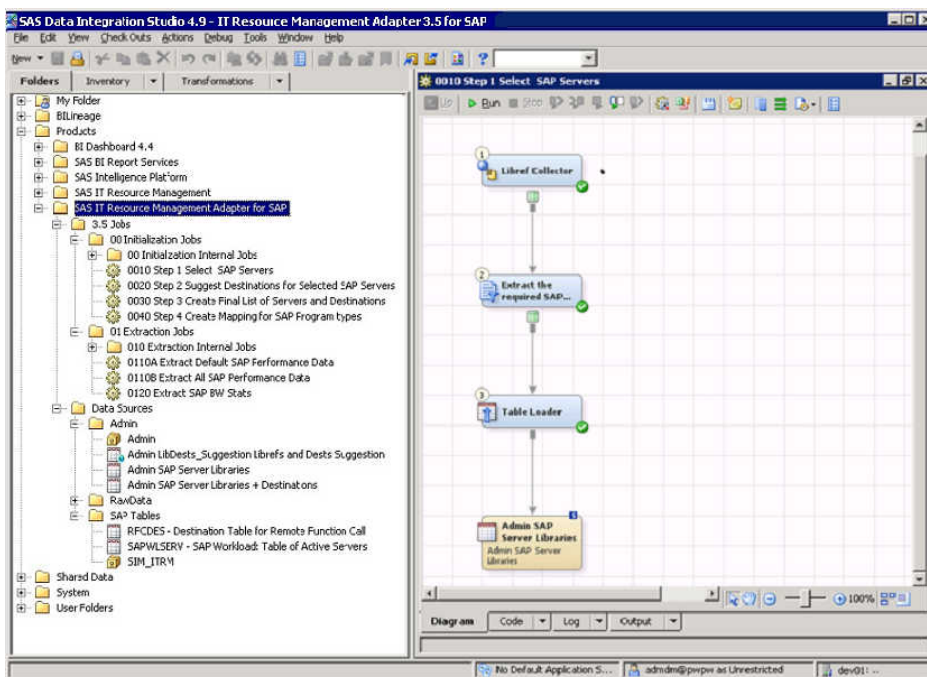 SAS Data Integration Studio 4.9 - IT Resource Management Adapter 3.5 for SAP
File Edit View Check Outs Actions Debug Tools Window Help
New
Folders Inventory Transformations
My Folder
BILineage
Products
BI Dashboard 4.4
SAS BI Report Services
SAS Intelligence Platform
SAS IT Resource Management
SAS IT Resource Management Adapter for SAP
3.5 Jobs
00 Initialization Jobs
00 Initialization Internal Jobs
0010 Step 1 Select SAP Servers
0020 Step 2 Suggest Destinations for Selected SAP Servers
0030 Step 3 Create Final List of Servers and Destinations
0040 Step 4 Create Mapping for SAP Program types
01 Extraction Jobs
010 Extraction Internal Jobs
0110A Extract Default SAP Performance Data
0110B Extract All SAP Performance Data
0120 Extract SAP BW Stats
Data Sources
Admin
Admin
Admin LibDests_Suggestion Librefs and Dests Suggestion
Admin SAP Server Libraries
Admin SAP Server Libraries + Destinations
RawData
SAP Tables
RFCDES - Destination Table for Remote Function Call
SAPWLSERV - SAP Workload: Table of Active Servers
SIM_ITRM
Shared Data
System
User Folders
0010 Step 1 Select SAP Servers
Up Run Stop
1
Libref Collector
2
Extract the
required SAP...
3
Table Loader
Admin SAP
Server Libraries
Admin SAP Server
Libraries
100%
Diagram Code Log Output
No Default Application S... admdm@pwpw as Unrestricted dev01: ...